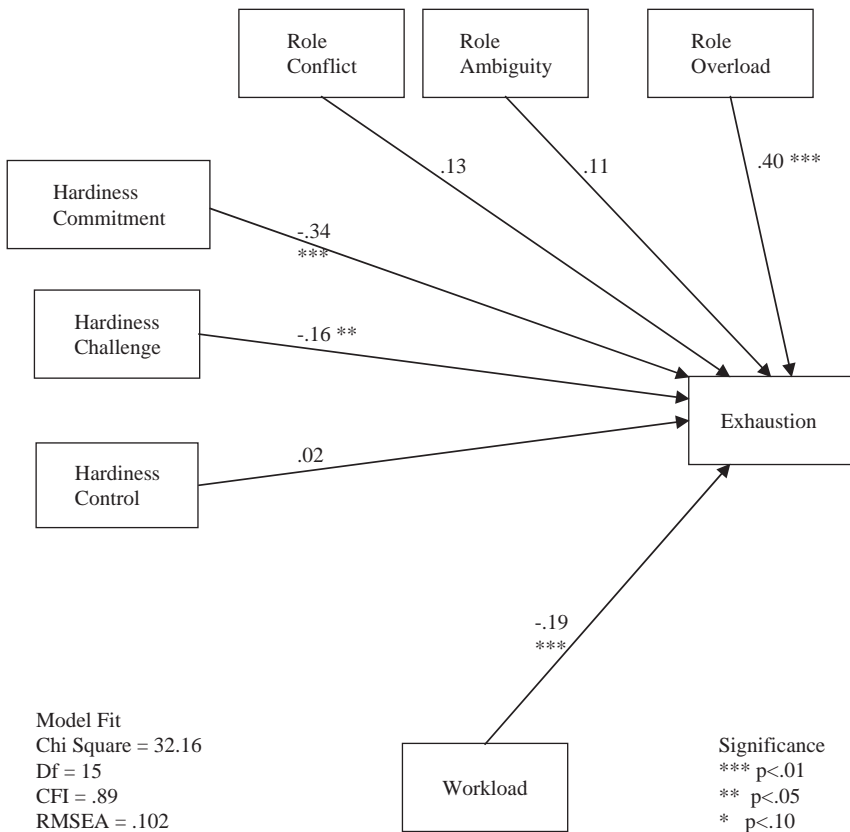 Role
Conflict
Role
Ambiguity
Role
Overload
.13
.11
.40 ***
Hardiness
Commitment
-.34
***
Hardiness
Challenge
-.16 **
Exhaustion
Hardiness
Control
.02
-.19
***
Model Fit
Chi Square = 32.16
Df = 15
CFI = .89
RMSEA = .102
Workload
Significance
*** p<.01
** p<.05
* p<.10